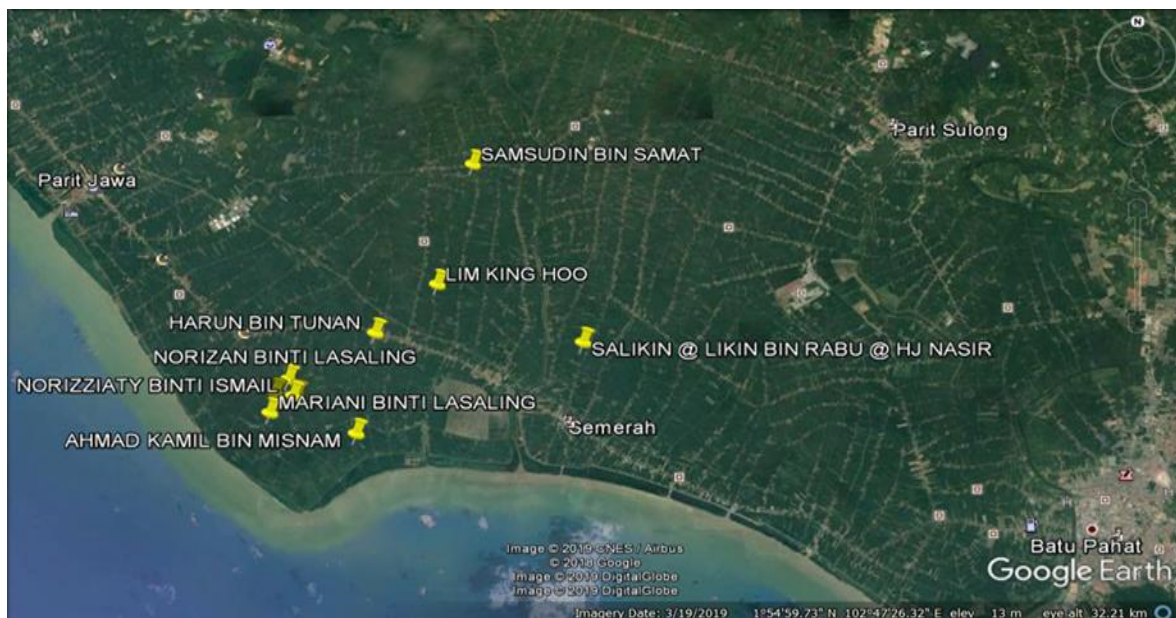 N
Parit Sulong
SAMSUDIN BIN SAMAT
Parit Jawa
LIM KING HOO
HARUN BIN TUNAN
SALIKIN @ LIKIN BIN RABU @ HJ NASIR
NORIZAN BINTI LASALING
NORIZZIATY BINTI ISMAIL
MARIANI BINTI LASALING
Semerah
AHMAD KAMIL BIN MISNAM
Batu Pahat
Image © 2019 CNES / Airbus
© 2018 Google
Image © 2019 DigitalGlobe
Image © 2019 DigitalGlobe
Google Earth
Imagery Date: 3/19/2019 1°54'59.73" N 102°47'26.32" E elev 13 m eye alt 32.21 km